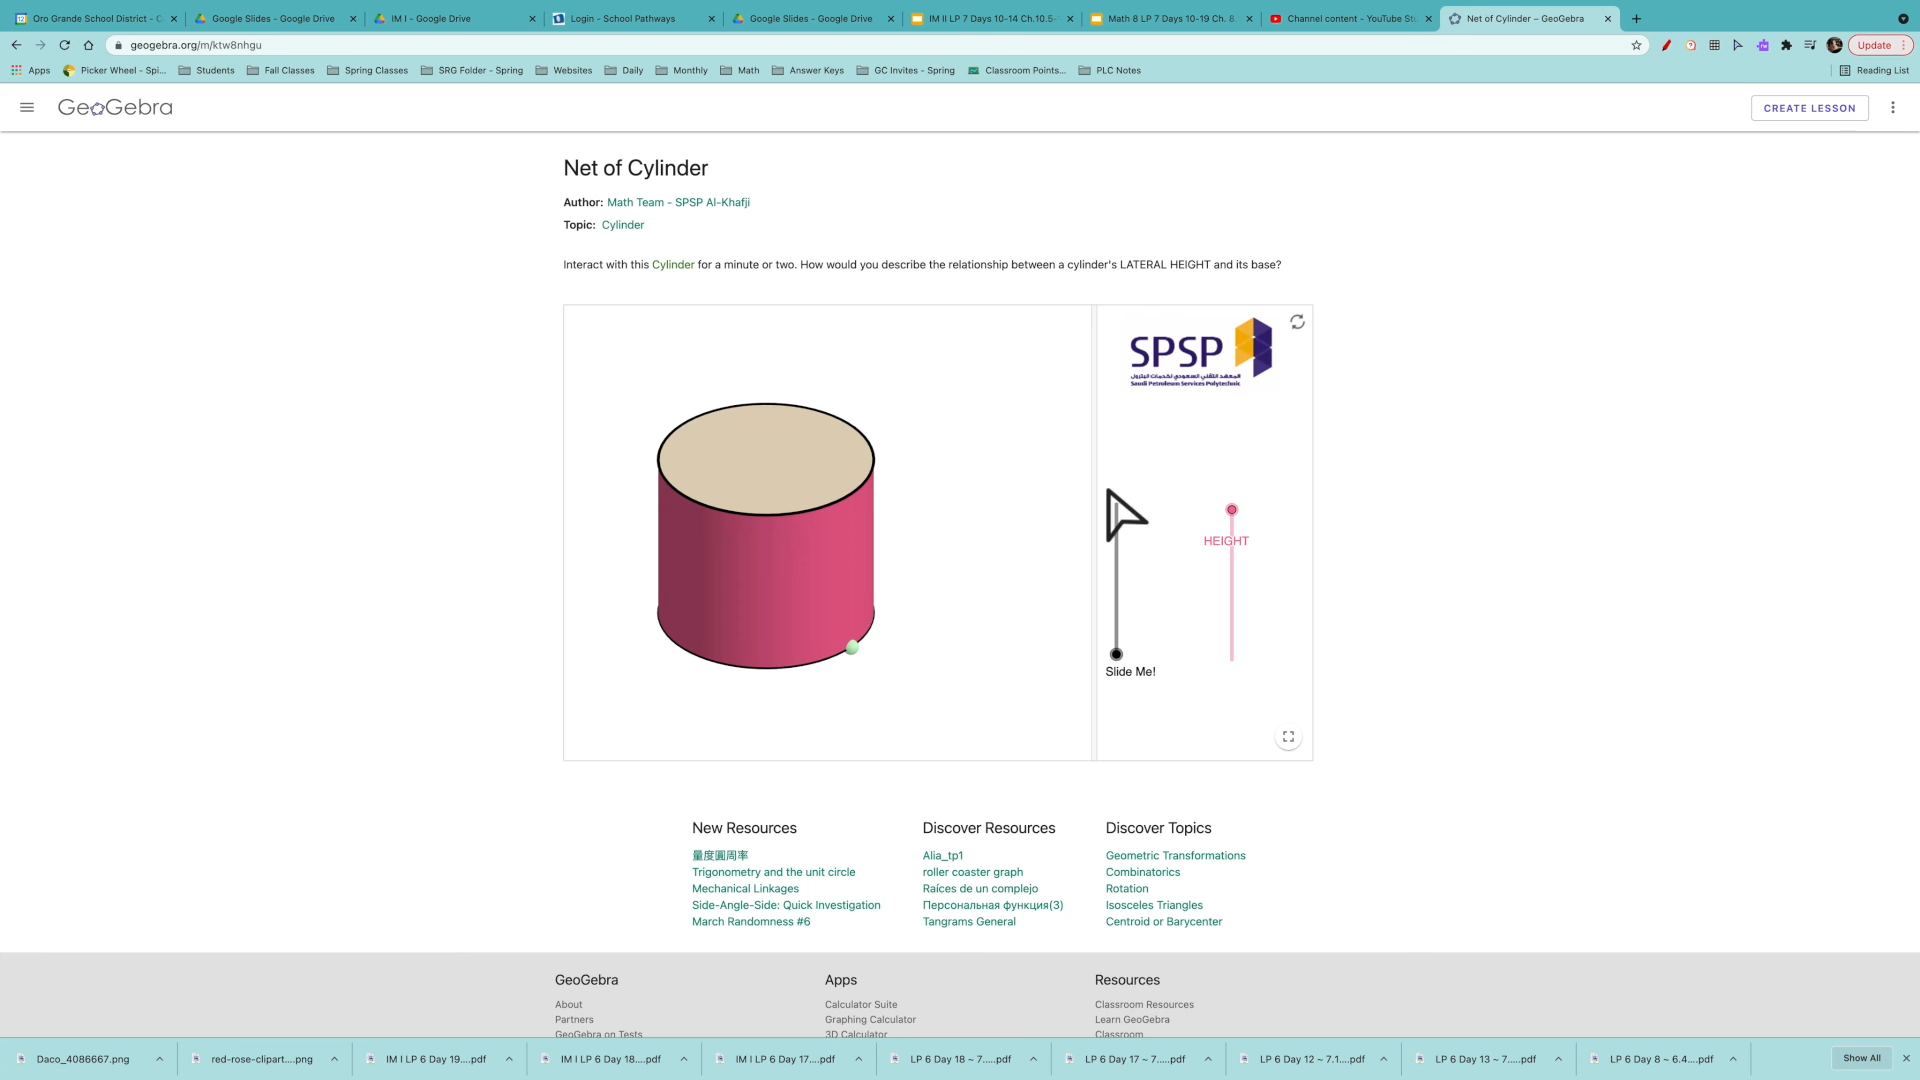 Oro Grande School District - C
Google Slides - Google Drive
IM I - Google Drive
Login - School Pathways
Google Slides - Google Drive
IM II LP 7 Days 10-14 Ch.10.5-
Math 8 LP 7 Days 10-19 Ch. 8.
Channel content - YouTube Stu
Net of Cylinder – GeoGebra
geogebra.org/m/ktw8nhgu
Update
Apps
Picker Wheel - Spi...
Students
Fall Classes
Spring Classes
SRG Folder - Spring
Websites
Daily
Monthly
Math
Answer Keys
GC Invites - Spring
Classroom Points...
PLC Notes
Reading List
GeoGebra
CREATE LESSON
Net of Cylinder
Author: Math Team - SPSP Al-Khafji
Topic: Cylinder
Interact with this Cylinder for a minute or two. How would you describe the relationship between a cylinder's LATERAL HEIGHT and its base?
SPSP
المعهد التقني السعودي لخدمات البترول
Saudi Petroleum Services Polytechnic
HEIGHT
Slide Me!
New Resources
量度圓周率
Trigonometry and the unit circle
Mechanical Linkages
Side-Angle-Side: Quick Investigation
March Randomness #6
Discover Resources
Alia_tp1
roller coaster graph
Raíces de un complejo
Персональная функция(3)
Tangrams General
Discover Topics
Geometric Transformations
Combinatorics
Rotation
Isosceles Triangles
Centroid or Barycenter
GeoGebra
About
Partners
GeoGebra on Tests
Apps
Calculator Suite
Graphing Calculator
3D Calculator
Resources
Classroom Resources
Learn GeoGebra
Classroom
Daco_4086667.png
red-rose-clipart....png
IM I LP 6 Day 19....pdf
IM I LP 6 Day 18....pdf
IM I LP 6 Day 17....pdf
LP 6 Day 18 ~ 7.....pdf
LP 6 Day 17 ~ 7.....pdf
LP 6 Day 12 ~ 7.1....pdf
LP 6 Day 13 ~ 7.....pdf
LP 6 Day 8 ~ 6.4....pdf
Show All